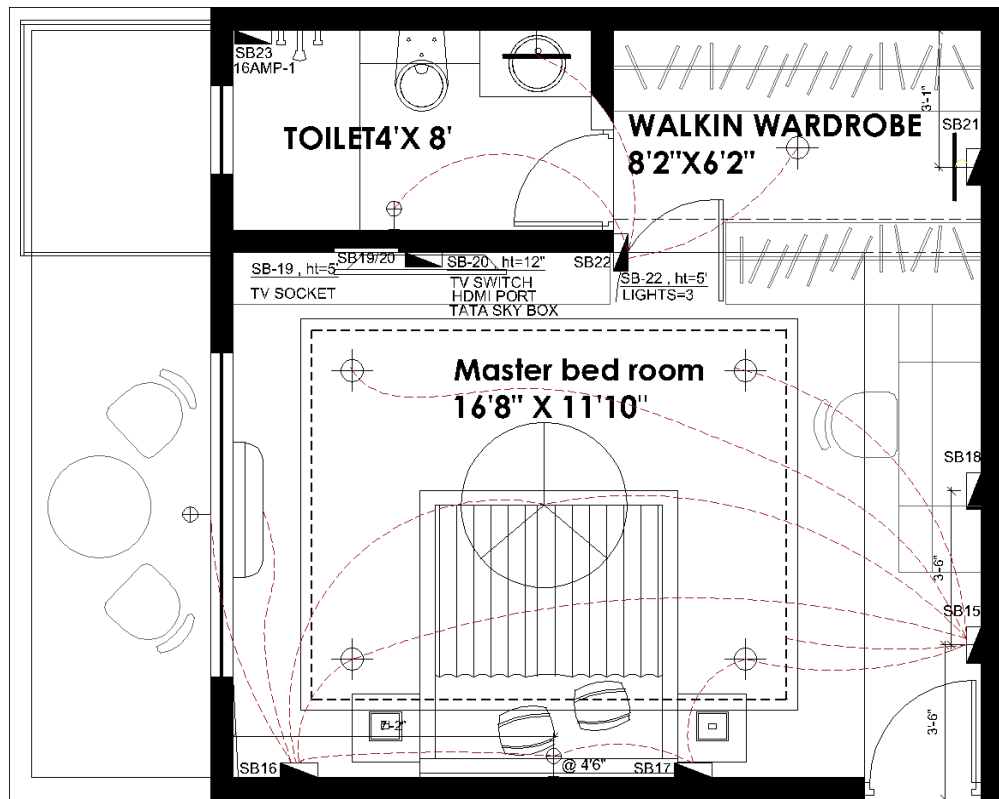 SB23
16AMP-1
TOILET4'X 8'
WALKIN WARDROBE
8'2"X6'2"
3'-1"
SB21
SB19/20
SB-19 , ht=5'
TV SOCKET
SB-20 , ht=12"
TV SWITCH
HDMI PORT
TATA SKY BOX
SB22
SB-22 , ht=5'
LIGHTS=3
Master bed room
16'8" X 11'10"
SB18
3'-6"
SB15
3'-6"
SB16
@ 4'6"
SB17